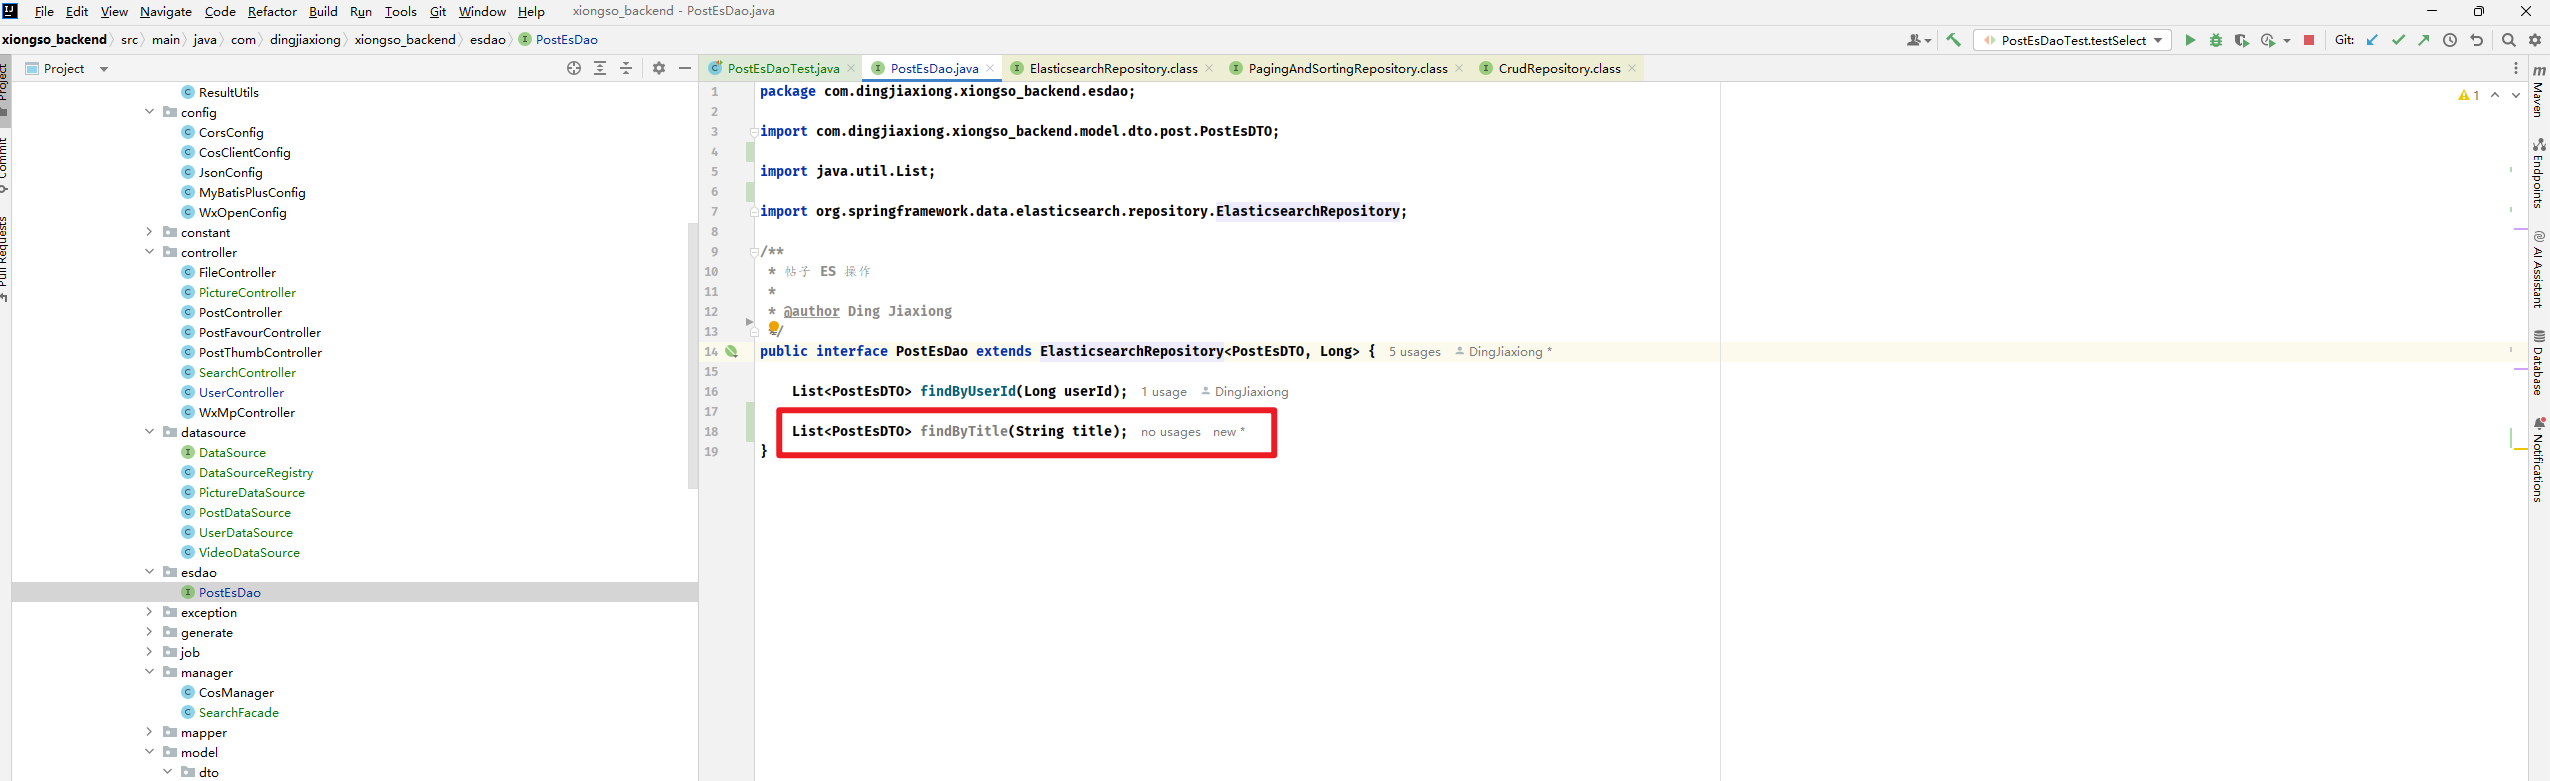 File Edit View Navigate Code Refactor Build Run Tools Git Window Help xiongso_backend - PostEsDao.java
xiongso_backend src main java com dingjiaxiong xiongso_backend esdao PostEsDao PostEsDaoTest.testSelect Git:
Project
PostEsDaoTest.java PostEsDao.java ElasticsearchRepository.class PagingAndSortingRepository.class CrudRepository.class
ResultUtils
config
CorsConfig
CosClientConfig
JsonConfig
MyBatisPlusConfig
WxOpenConfig
constant
controller
FileController
PictureController
PostController
PostFavourController
PostThumbController
SearchController
UserController
WxMpController
datasource
DataSource
DataSourceRegistry
PictureDataSource
PostDataSource
UserDataSource
VideoDataSource
esdao
PostEsDao
exception
generate
job
manager
CosManager
SearchFacade
mapper
model
dto
Project
Commit
Pull Requests
1 package com.dingjiaxiong.xiongso_backend.esdao;
2
3 import com.dingjiaxiong.xiongso_backend.model.dto.post.PostEsDTO;
4
5 import java.util.List;
6
7 import org.springframework.data.elasticsearch.repository.ElasticsearchRepository;
8
9 /**
10 * 帖子 ES 操作
11 *
12 * @author Ding Jiaxiong
13 */
14 public interface PostEsDao extends ElasticsearchRepository<PostEsDTO, Long> { 5 usages DingJiaxiong *
15
16 List<PostEsDTO> findByUserId(Long userId); 1 usage DingJiaxiong
17
18 List<PostEsDTO> findByTitle(String title); no usages new *
19 }
1
Maven
Endpoints
AI Assistant
Database
Notifications